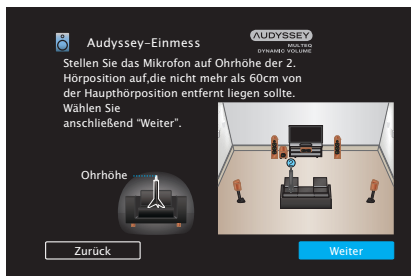 Audyssey-Einmess
AUDYSSEY
MULTEQ
DYNAMIC VOLUME
Stellen Sie das Mikrofon auf Ohrhöhe der 2.
Hörposition auf,die nicht mehr als 60cm von
der Haupthörposition entfernt liegen sollte.
Wählen Sie
anschließend “Weiter”.
Ohrhöhe
2
Zurück
Weiter